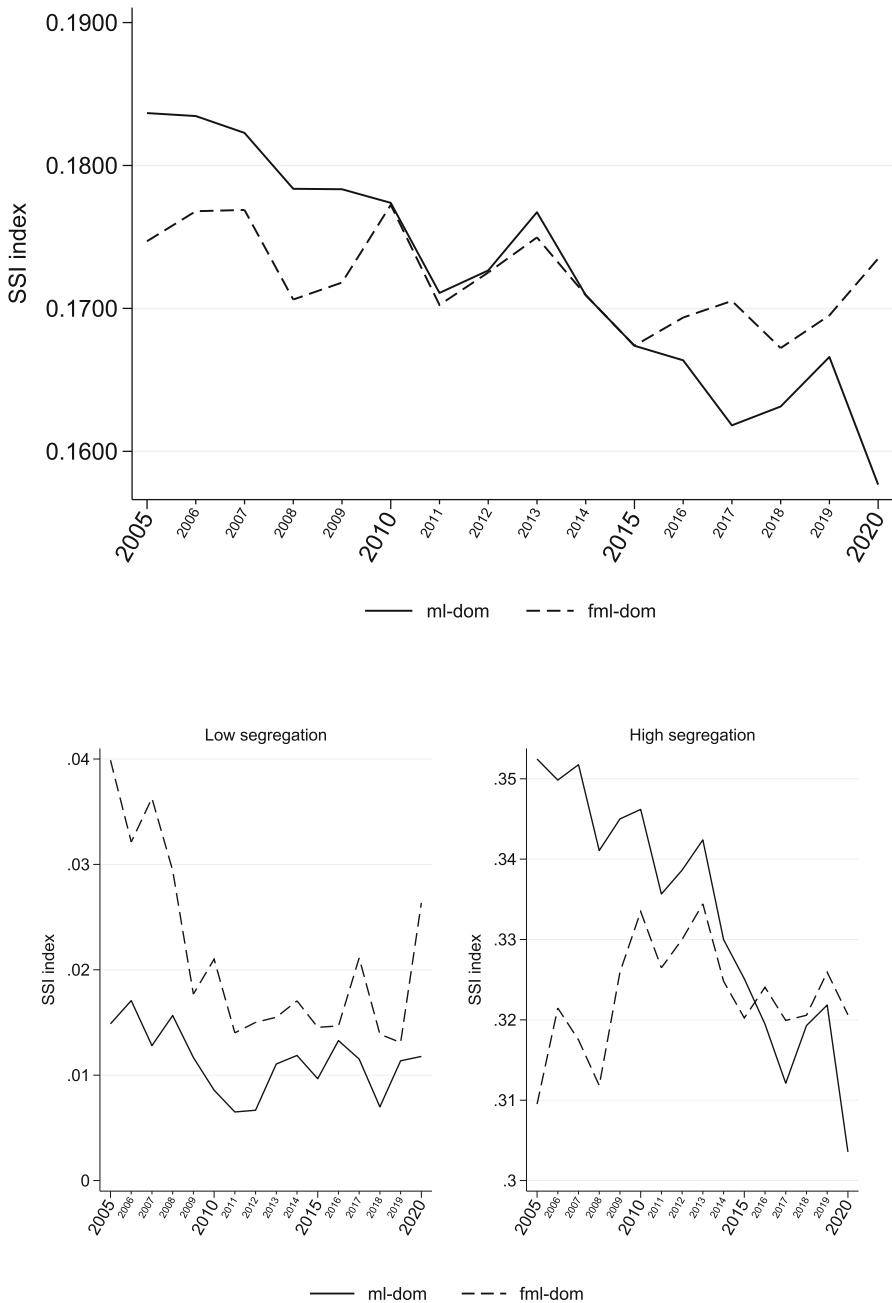 0.1900
0.1800
0.1700
0.1600
SSI index
2005 2006 2007 2008 2009 2010 2011 2012 2013 2014 2015 2016 2017 2018 2019 2020
ml-dom fml-dom
Low segregation
.04
.03
.02
.01
0
SSI index
2005 2006 2007 2008 2009 2010 2011 2012 2013 2014 2015 2016 2017 2018 2019 2020
High segregation
.35
.34
.33
.32
.31
.3
SSI index
2005 2006 2007 2008 2009 2010 2011 2012 2013 2014 2015 2016 2017 2018 2019 2020
ml-dom fml-dom